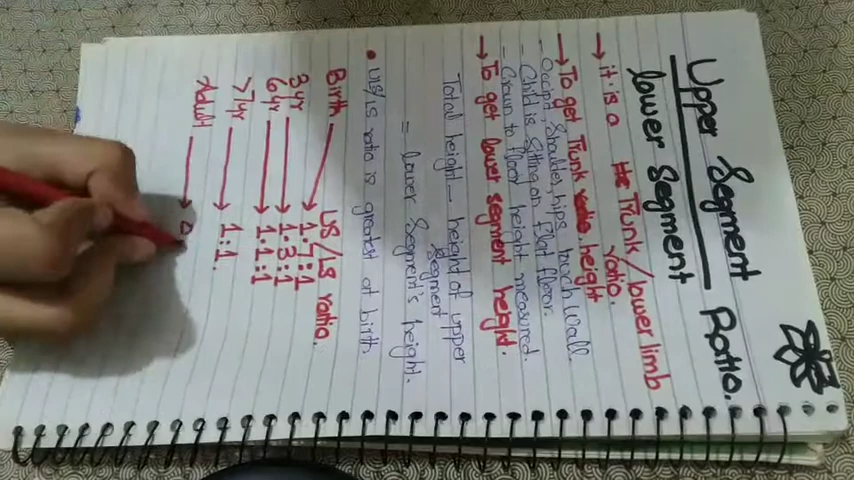 Upper Segment Ratio.
lower Segment
→ it is a Trunk/lower limb
ratio.
→ To get Trunk height
- Occiput, Shoulder, hips touch wall.
- Child is sitting on flat floor.
- Crown to floor height measured.
→ To get lower segment height.
Total height - height of upper
segment
= lower Segment's height.
• US/LS ratio is greatest at birth
US/LS ratio.
Birth → 1.7:1
3yr → 1.3:1
6yr → 1.1:1
>7yr → 1:1.
Adult → 0